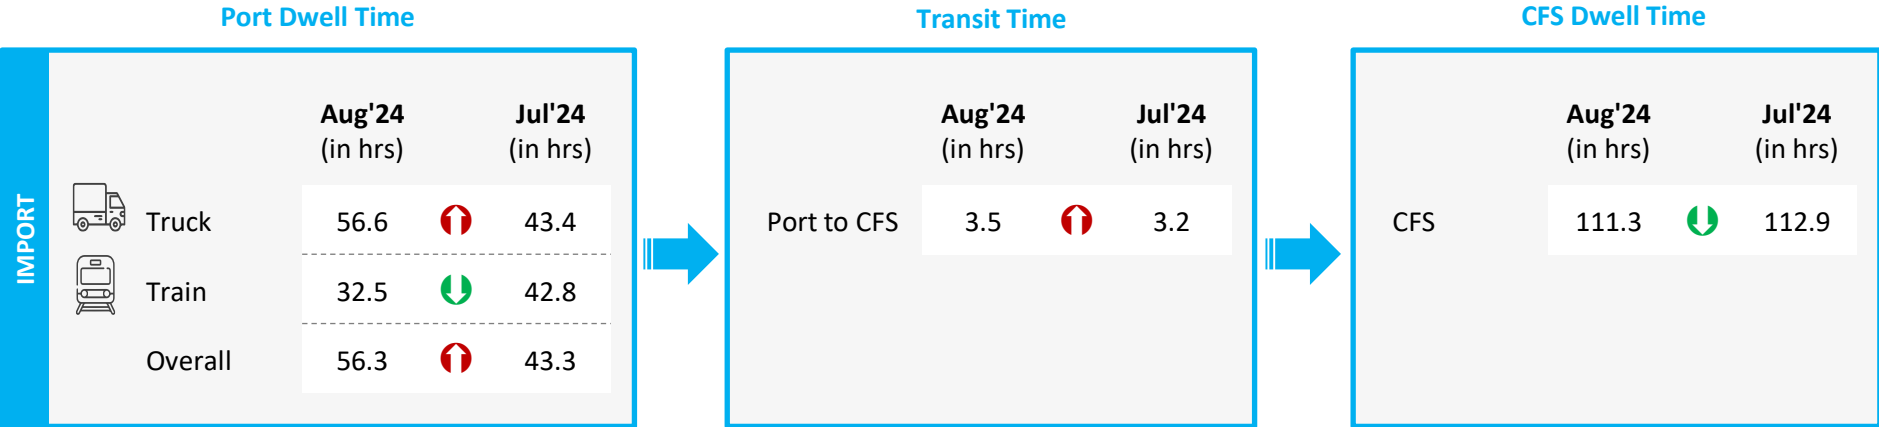 Port Dwell Time
Transit Time
CFS Dwell Time
IMPORT
Aug'24 Jul'24
(in hrs) (in hrs)
Truck 56.6 43.4
Train 32.5 42.8
Overall 56.3 43.3
Aug'24 Jul'24
(in hrs) (in hrs)
Port to CFS 3.5 3.2
Aug'24 Jul'24
(in hrs) (in hrs)
CFS 111.3 112.9